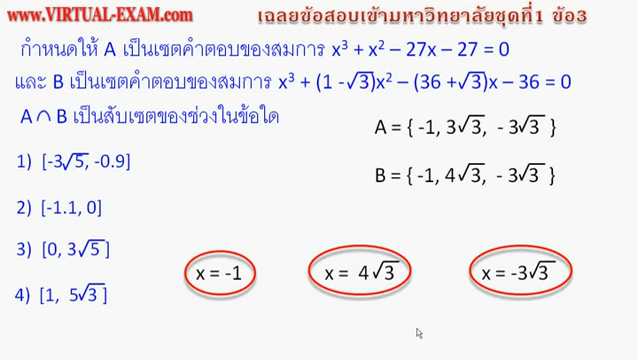 www.VIRTUAL-EXAM.com เฉลยข้อสอบเข้ามหาวิทยาลัยชุดที่1 ข้อ3
กำหนดให้ A เป็นเซตคำตอบของสมการ x³ + x² – 27x – 27 = 0
และ B เป็นเซตคำตอบของสมการ x³ + (1 -√3)x² – (36 +√3)x – 36 = 0
A ∩ B เป็นสับเซตของช่วงในข้อใด
A = { -1, 3√3, - 3√3 }
1) [-3√5, -0.9]
B = { -1, 4√3, - 3√3 }
2) [-1.1, 0]
3) [0, 3√5 ]
x = -1 x = 4√3 x = -3√3
4) [1, 5√3 ]